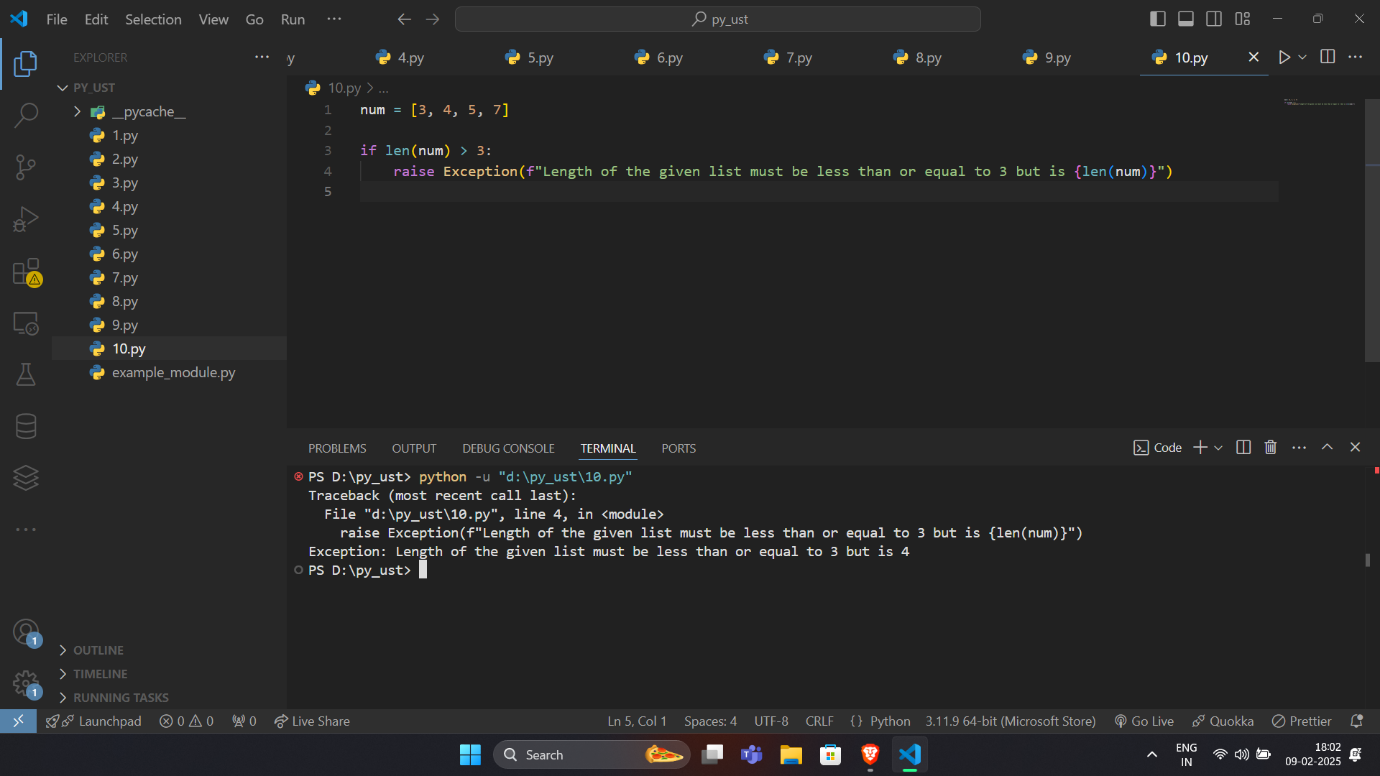 File Edit Selection View Go Run ···
py_ust
EXPLORER ···
y 4.py 5.py 6.py 7.py 8.py 9.py 10.py
PY_UST
__pycache__
1.py
2.py
3.py
4.py
5.py
6.py
7.py
8.py
9.py
10.py
example_module.py
OUTLINE
TIMELINE
RUNNING TASKS
10.py > ...
1 num = [3, 4, 5, 7]
2
3 if len(num) > 3:
4 raise Exception(f"Length of the given list must be less than or equal to 3 but is {len(num)}")
5
PROBLEMS OUTPUT DEBUG CONSOLE TERMINAL PORTS
Code
PS D:\py_ust> python -u "d:\py_ust\10.py"
Traceback (most recent call last):
File "d:\py_ust\10.py", line 4, in <module>
raise Exception(f"Length of the given list must be less than or equal to 3 but is {len(num)}")
Exception: Length of the given list must be less than or equal to 3 but is 4
PS D:\py_ust>
1
1
Launchpad 0 0 0 Live Share Ln 5, Col 1 Spaces: 4 UTF-8 CRLF {} Python 3.11.9 64-bit (Microsoft Store) Go Live Quokka Prettier
Search
ENG
IN
18:02
09-02-2025